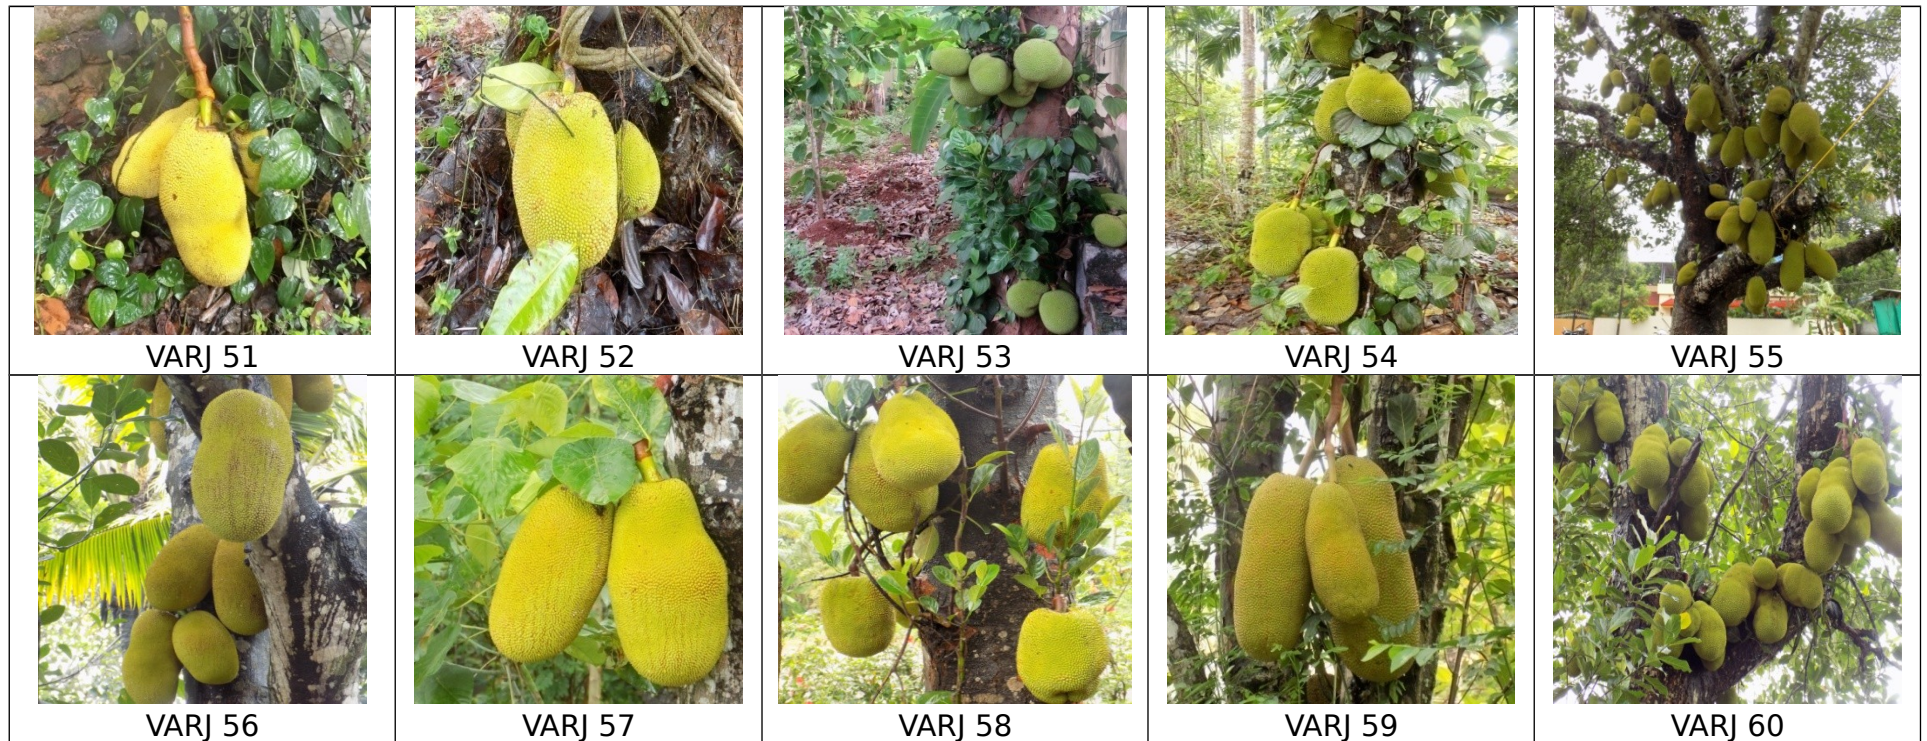 VARJ 51
VARJ 52
VARJ 53
VARJ 54
VARJ 55
VARJ 56
VARJ 57
VARJ 58
VARJ 59
VARJ 60